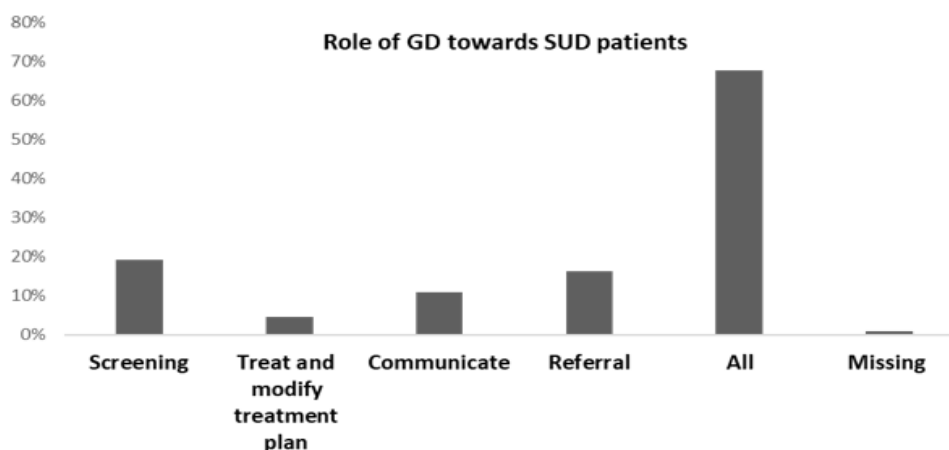 80%
Role of GD towards SUD patients
70%
60%
50%
40%
30%
20%
10%
0%
Screening
Treat and
modify
treatment
plan
Communicate
Referral
All
Missing